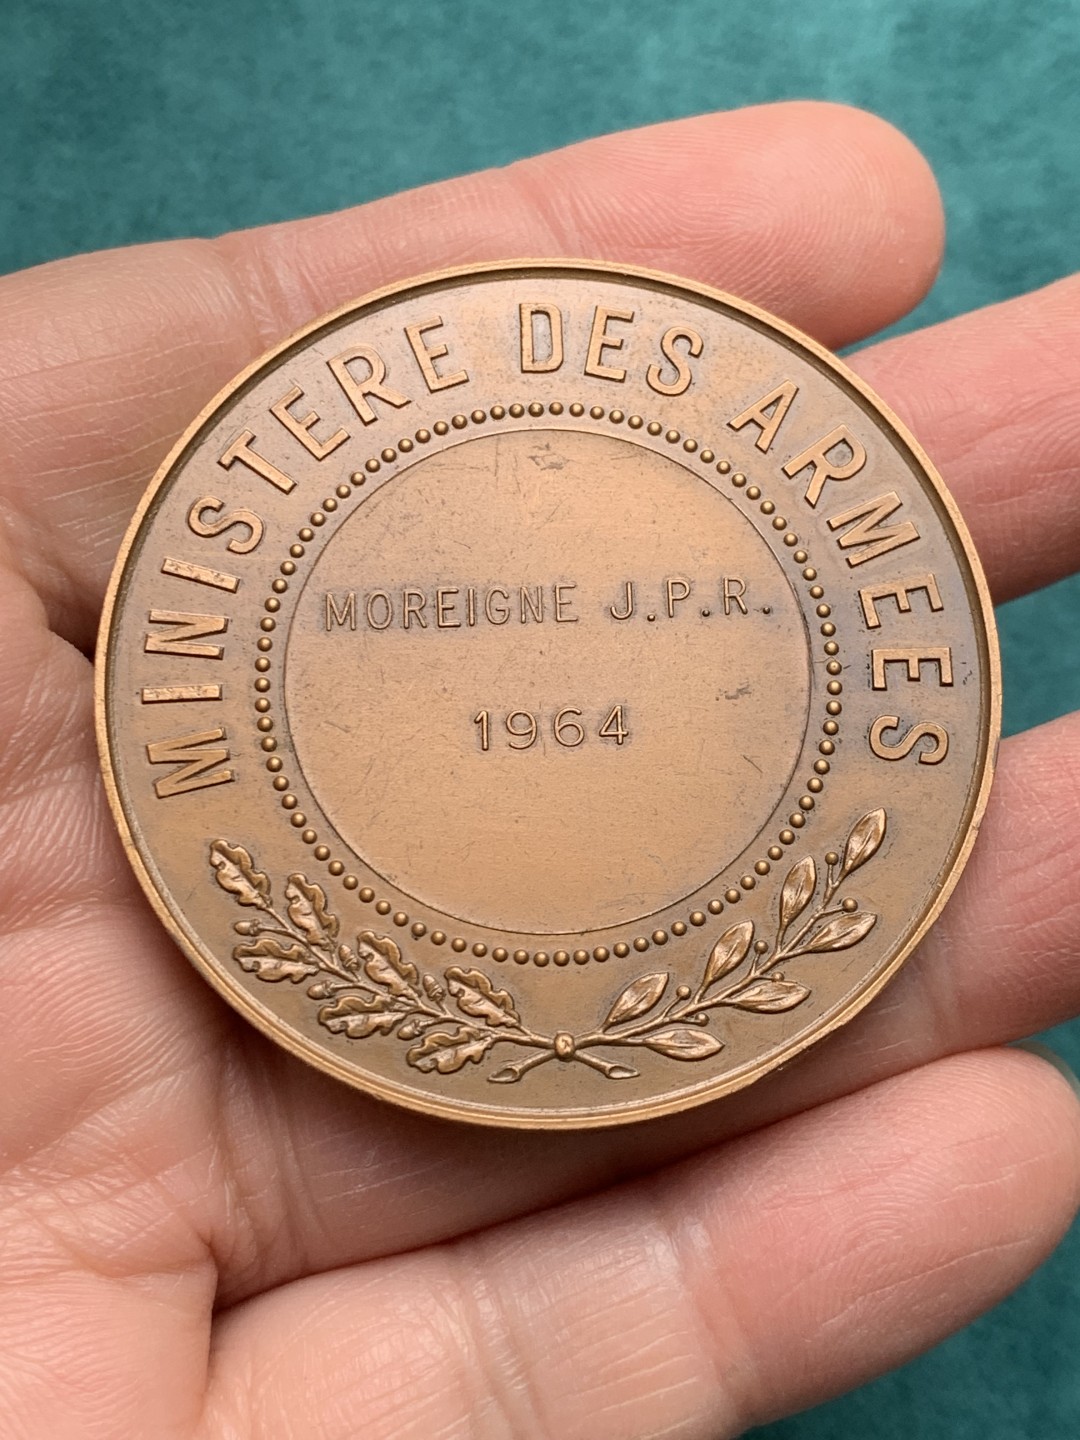 MINISTERE DES ARMEES
MOREIGNE J.P.R.
1964